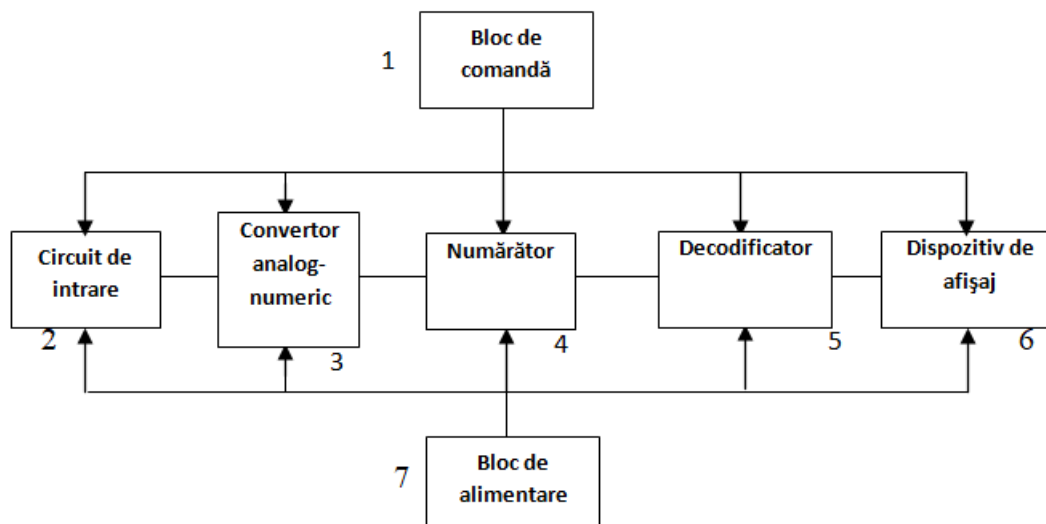 1
Bloc de
comandă
Circuit de
intrare
2
Convertor
analog-
numeric
3
Numărător
4
Decodificator
5
Dispozitiv de
afişaj
6
7
Bloc de
alimentare